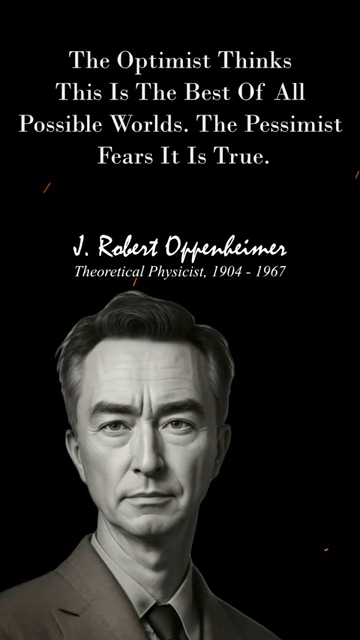 The Optimist Thinks
This Is The Best Of All
Possible Worlds. The Pessimist
Fears It Is True.
J. Robert Oppenheimer
Theoretical Physicist, 1904 - 1967